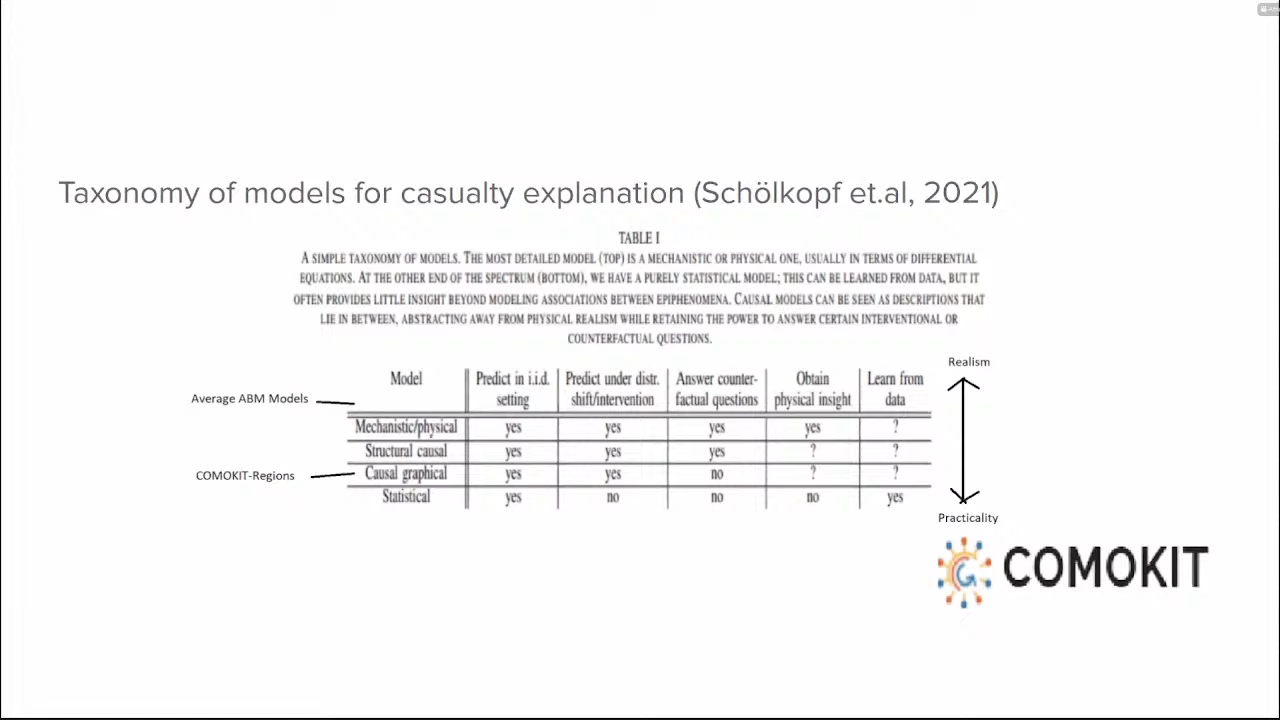 Taxonomy of models for casualty explanation (Schölkopf et.al, 2021)
TABLE I
A SIMPLE TAXONOMY OF MODELS. THE MOST DETAILED MODEL (TOP) IS A MECHANISTIC OR PHYSICAL ONE, USUALLY IN TERMS OF DIFFERENTIAL
EQUATIONS. AT THE OTHER END OF THE SPECTRUM (BOTTOM), WE HAVE A PURELY STATISTICAL MODEL; THIS CAN BE LEARNED FROM DATA, BUT IT
OFTEN PROVIDES LITTLE INSIGHT BEYOND MODELING ASSOCIATIONS BETWEEN EPIPHENOMENA. CAUSAL MODELS CAN BE SEEN AS DESCRIPTIONS THAT
LIE IN BETWEEN, ABSTRACTING AWAY FROM PHYSICAL REALISM WHILE RETAINING THE POWER TO ANSWER CERTAIN INTERVENTIONAL OR
COUNTERFACTUAL QUESTIONS.
Realism
Model Predict in i.i.d. Predict under distr. Answer counter- Obtain Learn from
setting shift/intervention factual questions physical insight data
Average ABM Models
Mechanistic/physical yes yes yes yes ?
Structural causal yes yes yes ? ?
COMOKIT-Regions
Causal graphical yes yes no ? ?
Statistical yes no no no yes
Practicality
COMOKIT